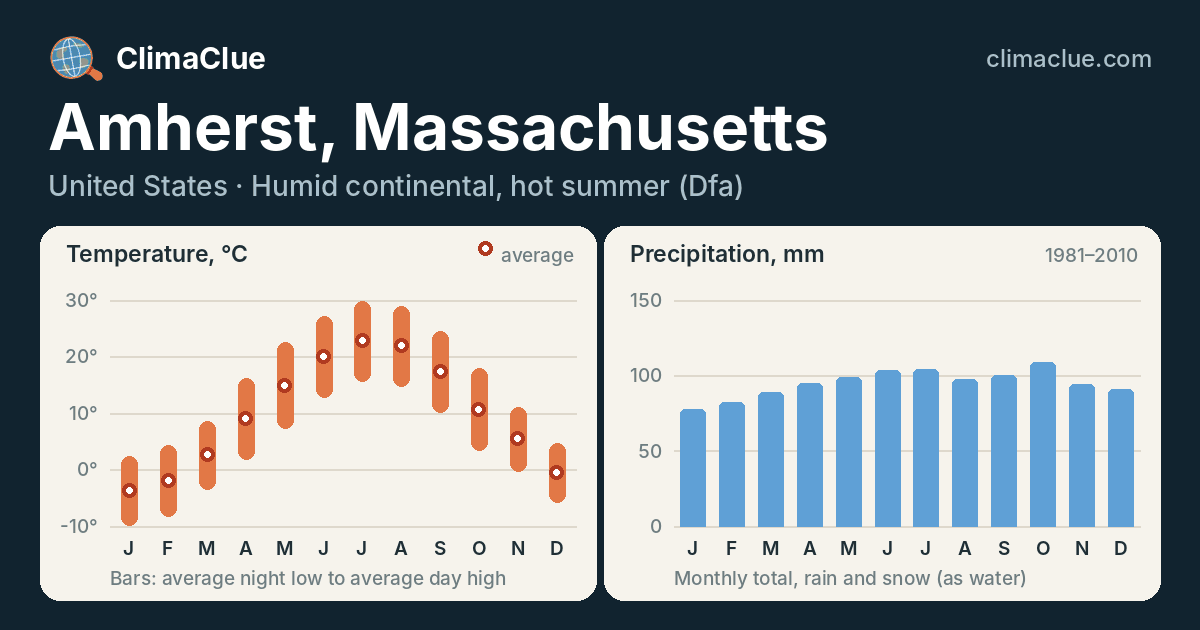 ClimaClue
climaclue.com
Amherst, Massachusetts
United States · Humid continental, hot summer (Dfa)
Temperature, °C
average
30°
20°
10°
0°
-10°
J F M A M J J A S O N D
Bars: average night low to average day high
Precipitation, mm
1981–2010
150
100
50
0
J F M A M J J A S O N D
Monthly total, rain and snow (as water)